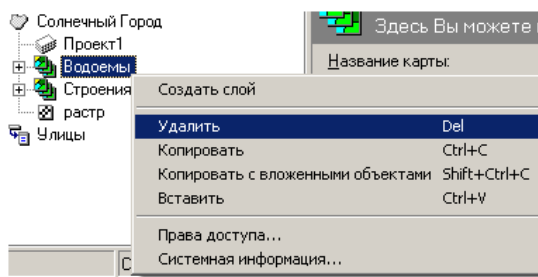 Солнечный Город
Проект1
Водоемы
Строения
растр
Улицы
Здесь Вы можете
Название карты:
Создать слой
Удалить Del
Копировать Ctrl+C
Копировать с вложенными объектами Shift+Ctrl+C
Вставить Ctrl+V
Права доступа...
Системная информация...